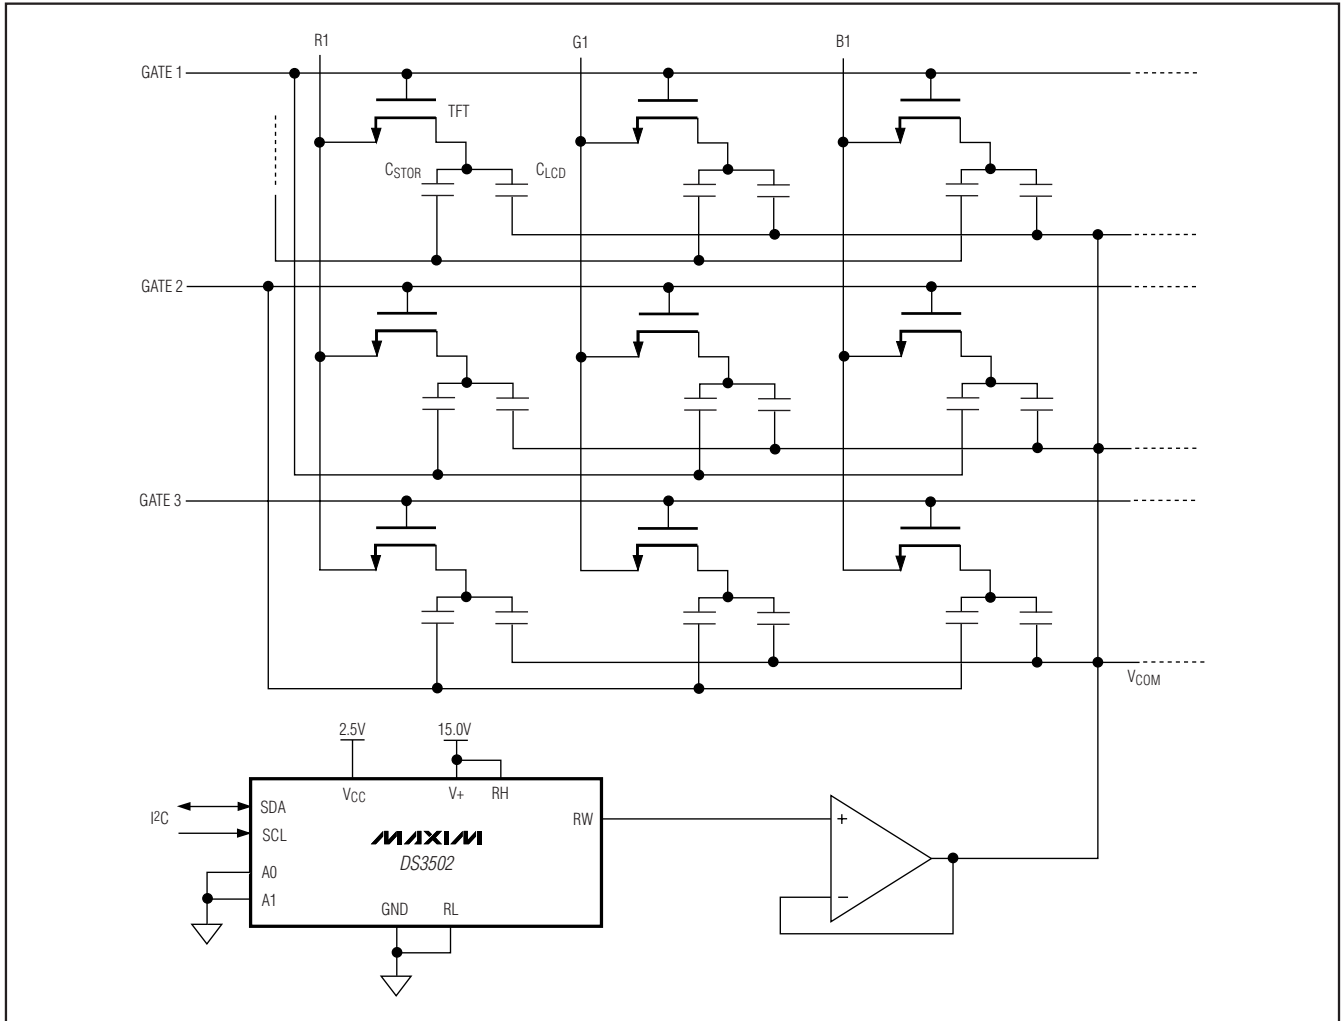 R1
G1
B1
GATE 1
TFT
CSTOR
CLCD
GATE 2
GATE 3
VCOM
2.5V
15.0V
VCC
V+
RH
I²C
SDA
SCL
RW
+
MAXIM
DS3502
A0
A1
GND
RL
−